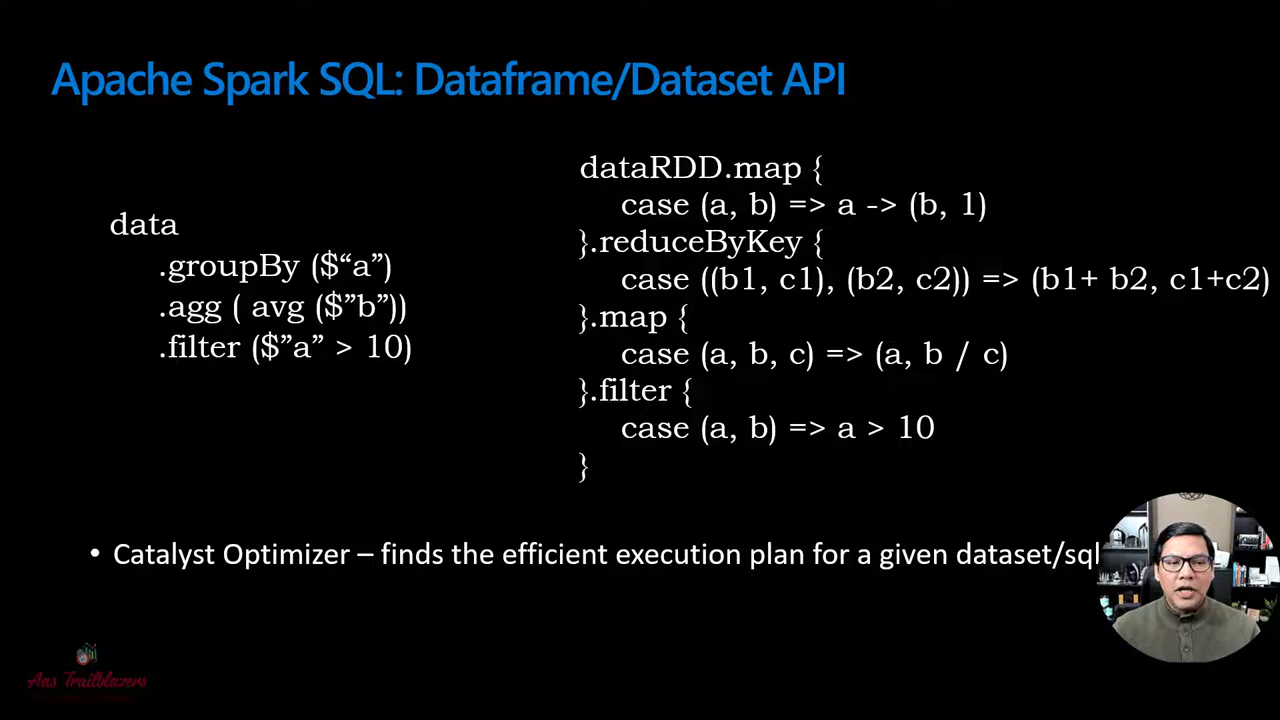 Apache Spark SQL: Dataframe/Dataset API
data
.groupBy ($“a”)
.agg ( avg ($”b”))
.filter ($”a” > 10)
dataRDD.map {
case (a, b) => a -> (b, 1)
}.reduceByKey {
case ((b1, c1), (b2, c2)) => (b1+ b2, c1+c2)
}.map {
case (a, b, c) => (a, b / c)
}.filter {
case (a, b) => a > 10
}
• Catalyst Optimizer – finds the efficient execution plan for a given dataset/sql
Aas Trailblazers